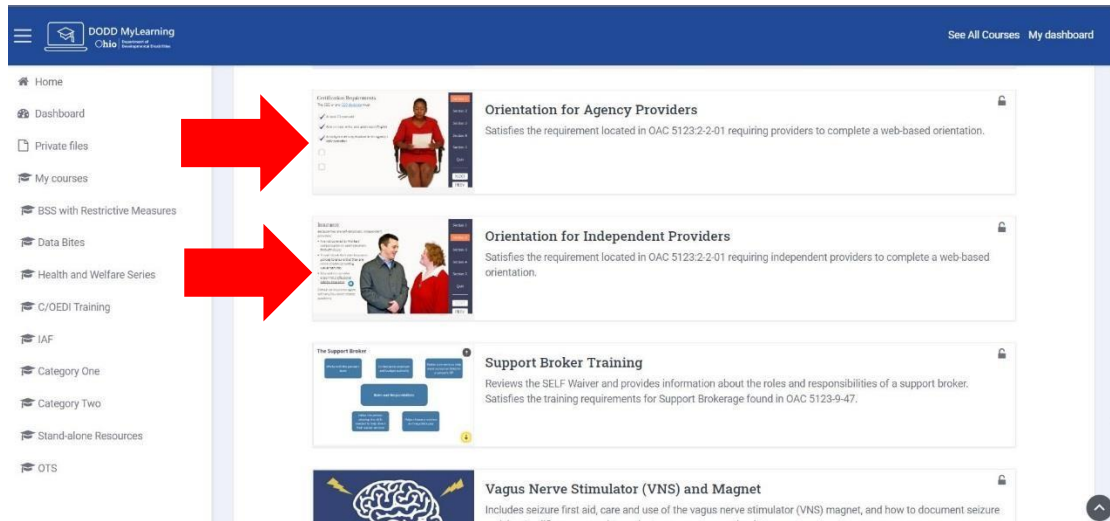 DODD MyLearning
Ohio Department of Developmental Disabilities
See All Courses My dashboard
Home
Dashboard
Private files
My courses
BSS with Restrictive Measures
Data Bites
Health and Welfare Series
C/OEDI Training
IAF
Category One
Category Two
Stand-alone Resources
OTS
Certification Requirements
Orientation for Agency Providers
Satisfies the requirement located in OAC 5123:2-2-01 requiring providers to complete a web-based orientation.
Insurance
Orientation for Independent Providers
Satisfies the requirement located in OAC 5123:2-2-01 requiring independent providers to complete a web-based
orientation.
The Support Broker
Support Broker Training
Reviews the SELF Waiver and provides information about the roles and responsibilities of a support broker.
Satisfies the training requirements for Support Brokerage found in OAC 5123-9-47.
Vagus Nerve Stimulator (VNS) and Magnet
Includes seizure first aid, care and use of the vagus nerve stimulator (VNS) magnet, and how to document seizure